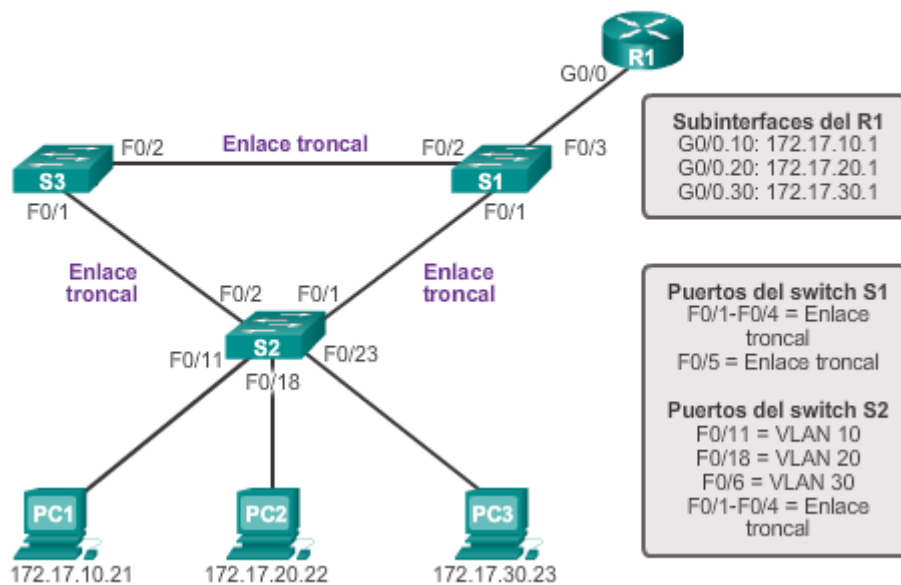 R1
G0/0
Subinterfaces del R1
G0/0.10: 172.17.10.1
G0/0.20: 172.17.20.1
G0/0.30: 172.17.30.1
F0/2
Enlace troncal
F0/2
F0/3
S3
S1
F0/1
F0/1
Enlace
troncal
Enlace
troncal
F0/2
F0/1
S2
F0/11
F0/18
F0/23
Puertos del switch S1
F0/1-F0/4 = Enlace
troncal
F0/5 = Enlace troncal
Puertos del switch S2
F0/11 = VLAN 10
F0/18 = VLAN 20
F0/6 = VLAN 30
F0/1-F0/4 = Enlace
troncal
PC1
PC2
PC3
172.17.10.21
172.17.20.22
172.17.30.23